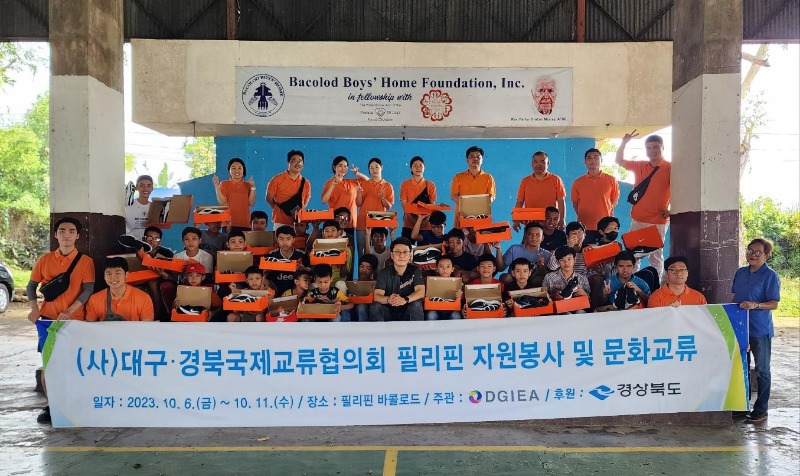 Bacolod Boys' Home Foundation, Inc.
in fellowship with
(사)대구·경북국제교류협의회 필리핀 자원봉사 및 문화교류
일자 : 2023. 10. 6.(금) ~ 10. 11.(수) / 장소 : 필리핀 바콜로드 / 주관 : DGIEA / 후원 : 경상북도